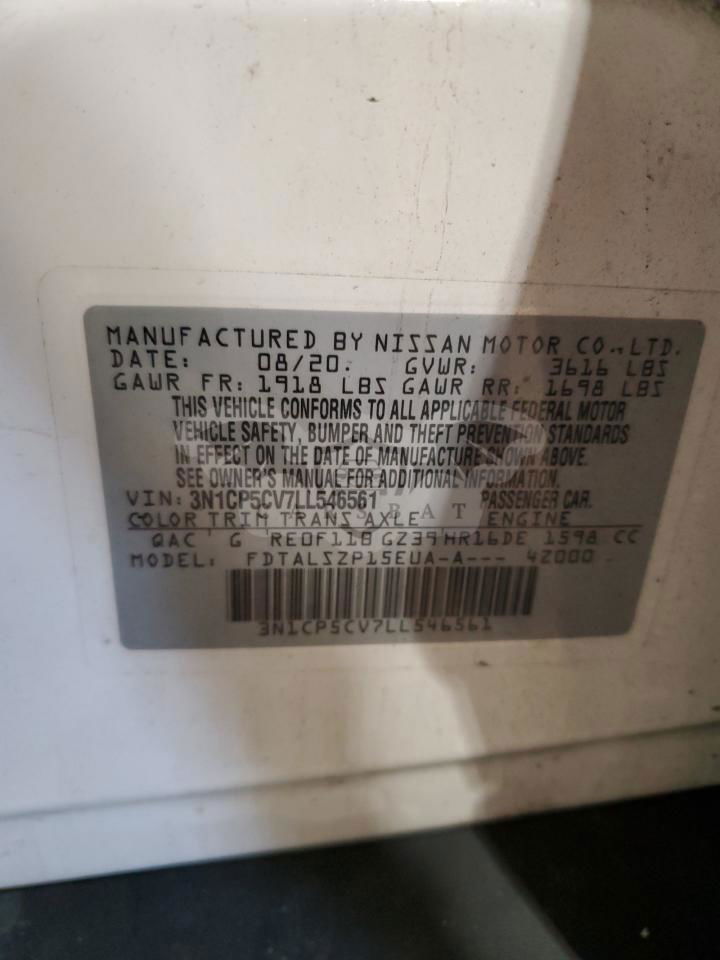 MANUFACTURED BY NISSAN MOTOR CO.,LTD.
DATE: 08/20. GVWR: 3616 LBS
GAWR FR: 1918 LBS GAWR RR: 1698 LBS
THIS VEHICLE CONFORMS TO ALL APPLICABLE FEDERAL MOTOR
VEHICLE SAFETY, BUMPER AND THEFT PREVENTION STANDARDS
IN EFFECT ON THE DATE OF MANUFACTURE SHOWN ABOVE.
SEE OWNER'S MANUAL FOR ADDITIONAL INFORMATION.
VIN: 3N1CP5CV7LL546561 PASSENGER CAR.
COLOR TRIM TRANS AXLE ENGINE
QAC G RE0F11B GZ39 HR16DE 1598 CC
MODEL: FDTALSZP15EUA-A--- 42000
3N1CP5CV7LL546561